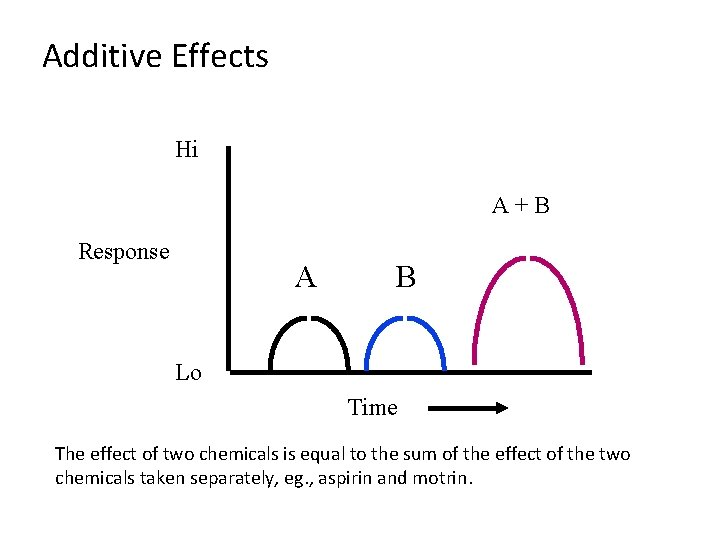 Additive Effects
Hi
A + B
Response
A
B
Lo
Time
The effect of two chemicals is equal to the sum of the effect of the two
chemicals taken separately, eg. , aspirin and motrin.